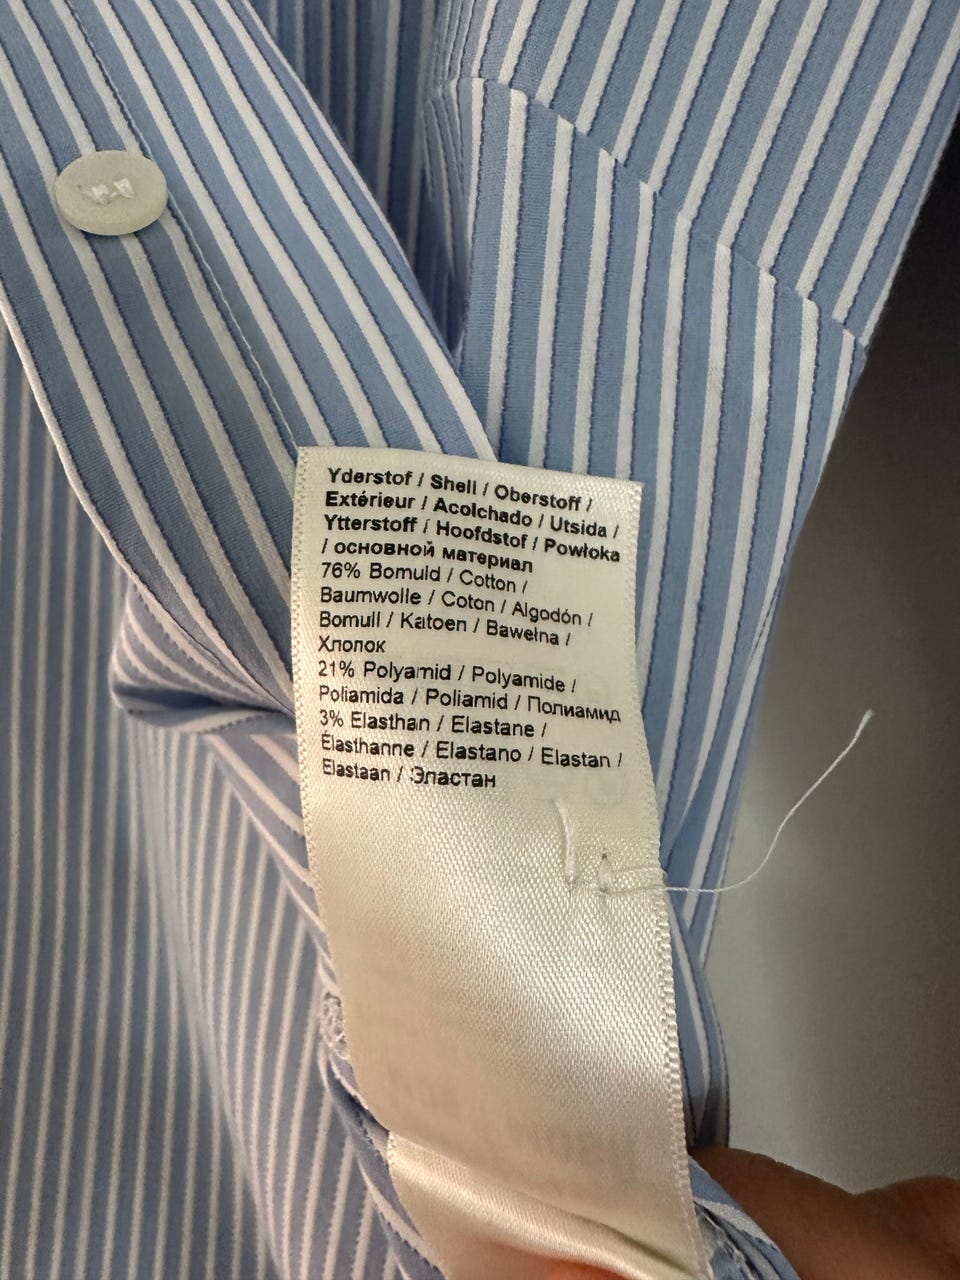 Yderstof / Shell / Oberstoff /
Extérieur / Acolchado / Utsida /
Ytterstoff / Hoofdstof / Powłoka
/ основной материал
76% Bomuld / Cotton /
Baumwolle / Coton / Algodón /
Bomull / Katoen / Bawełna /
Хлопок
21% Polyamid / Polyamide /
Poliamida / Poliamid / Полиамид
3% Elasthan / Elastane /
Élasthanne / Elastano / Elastan /
Elastaan / Эластан